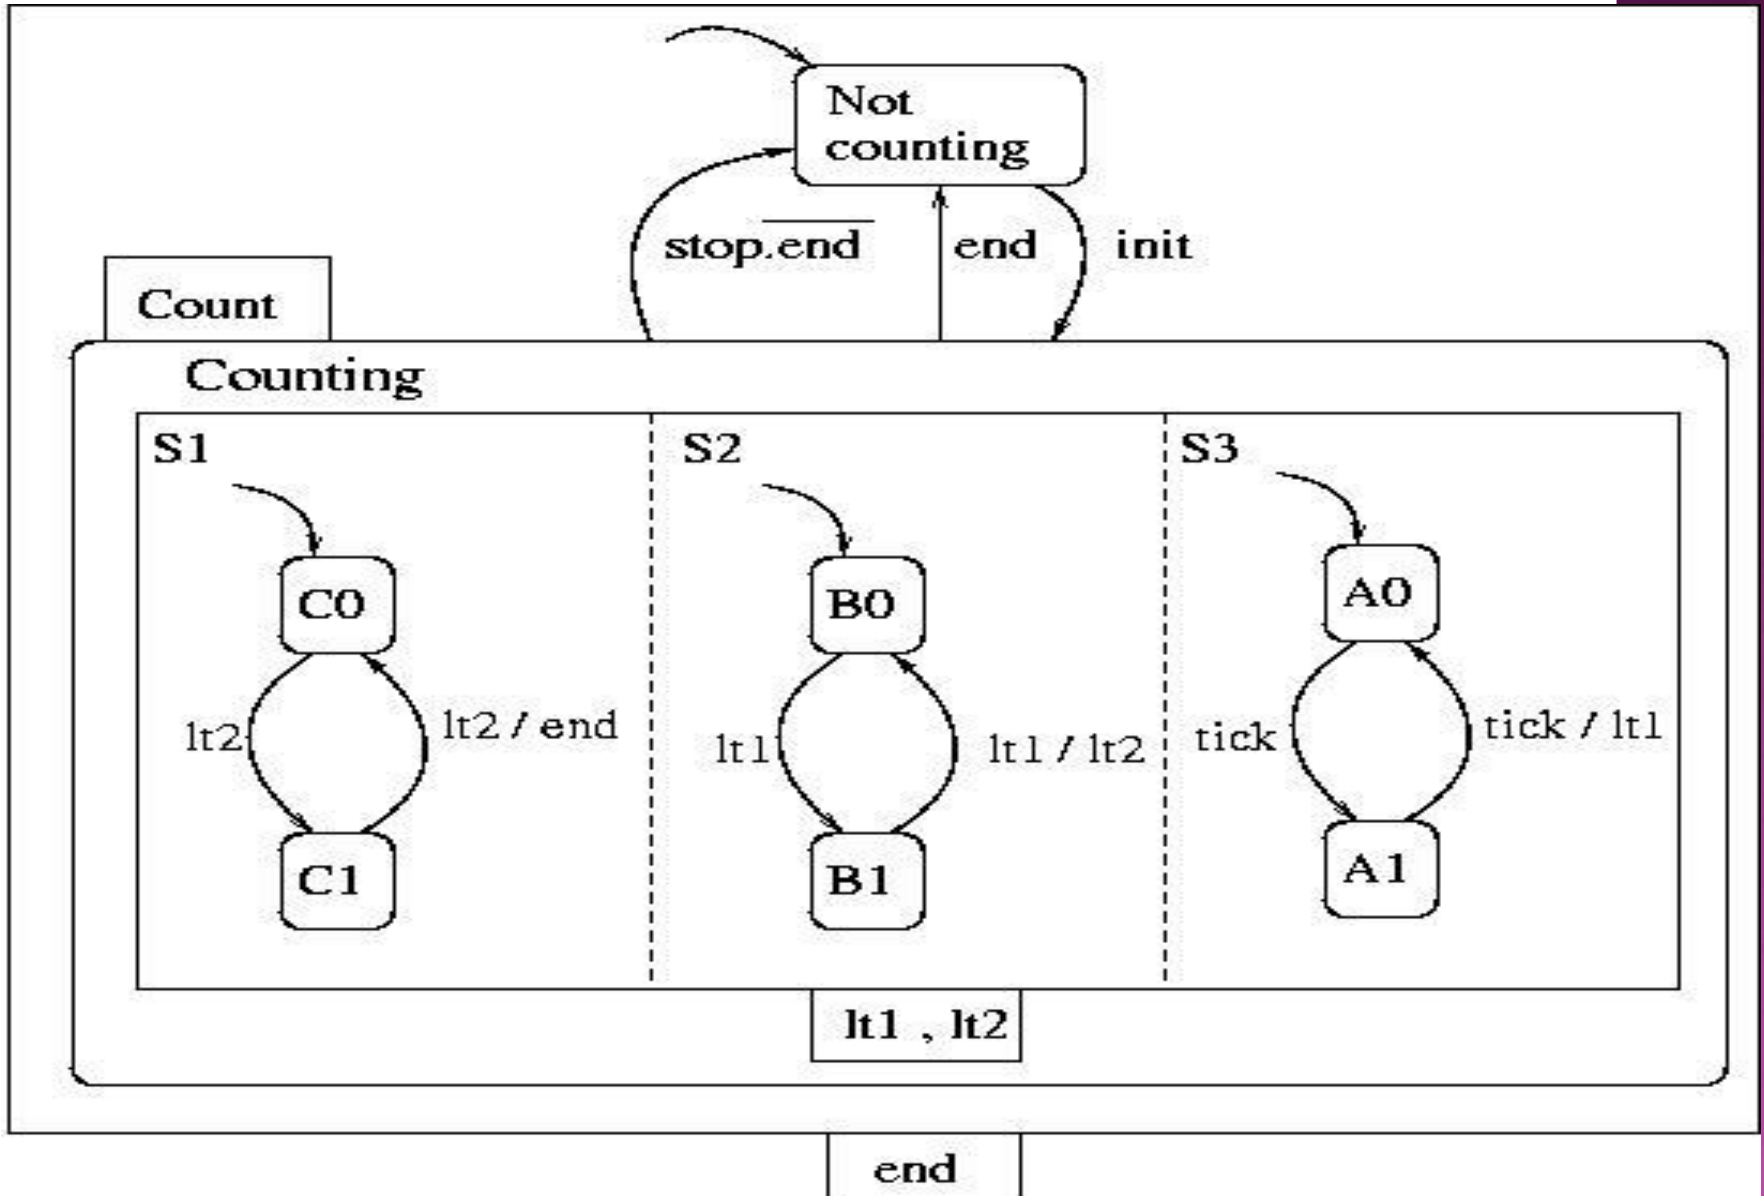 Not
counting
stop.end
end
init
Count
Counting
S1
S2
S3
C0
B0
A0
lt2
lt2 / end
lt1
lt1 / lt2
tick
tick / lt1
C1
B1
A1
lt1 , lt2
end